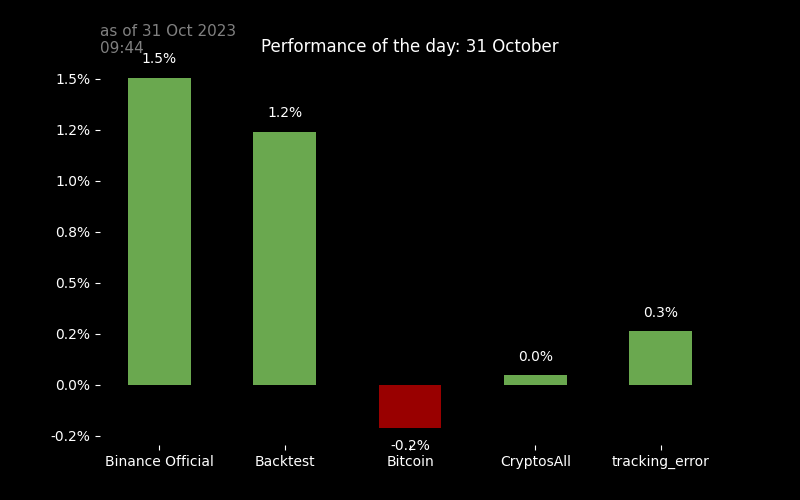 as of 31 Oct 2023
09:44
Performance of the day: 31 October
1.5%
1.2%
1.0%
0.8%
0.5%
0.2%
0.0%
-0.2%
1.5%
1.2%
-0.2%
0.0%
0.3%
Binance Official
Backtest
Bitcoin
CryptosAll
tracking_error